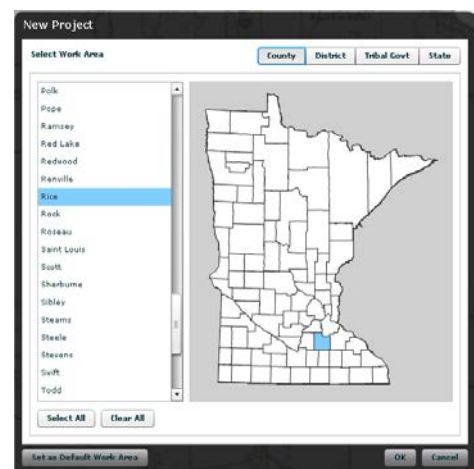 New Project
Select Work Area
County District Tribal Govt State
Polk
Pope
Ramsey
Red Lake
Redwood
Renville
Rice
Rock
Roseau
Saint Louis
Scott
Sherburne
Sibley
Stearns
Steele
Stevens
Swift
Todd
Select All Clear All
Set as Default Work Area OK Cancel